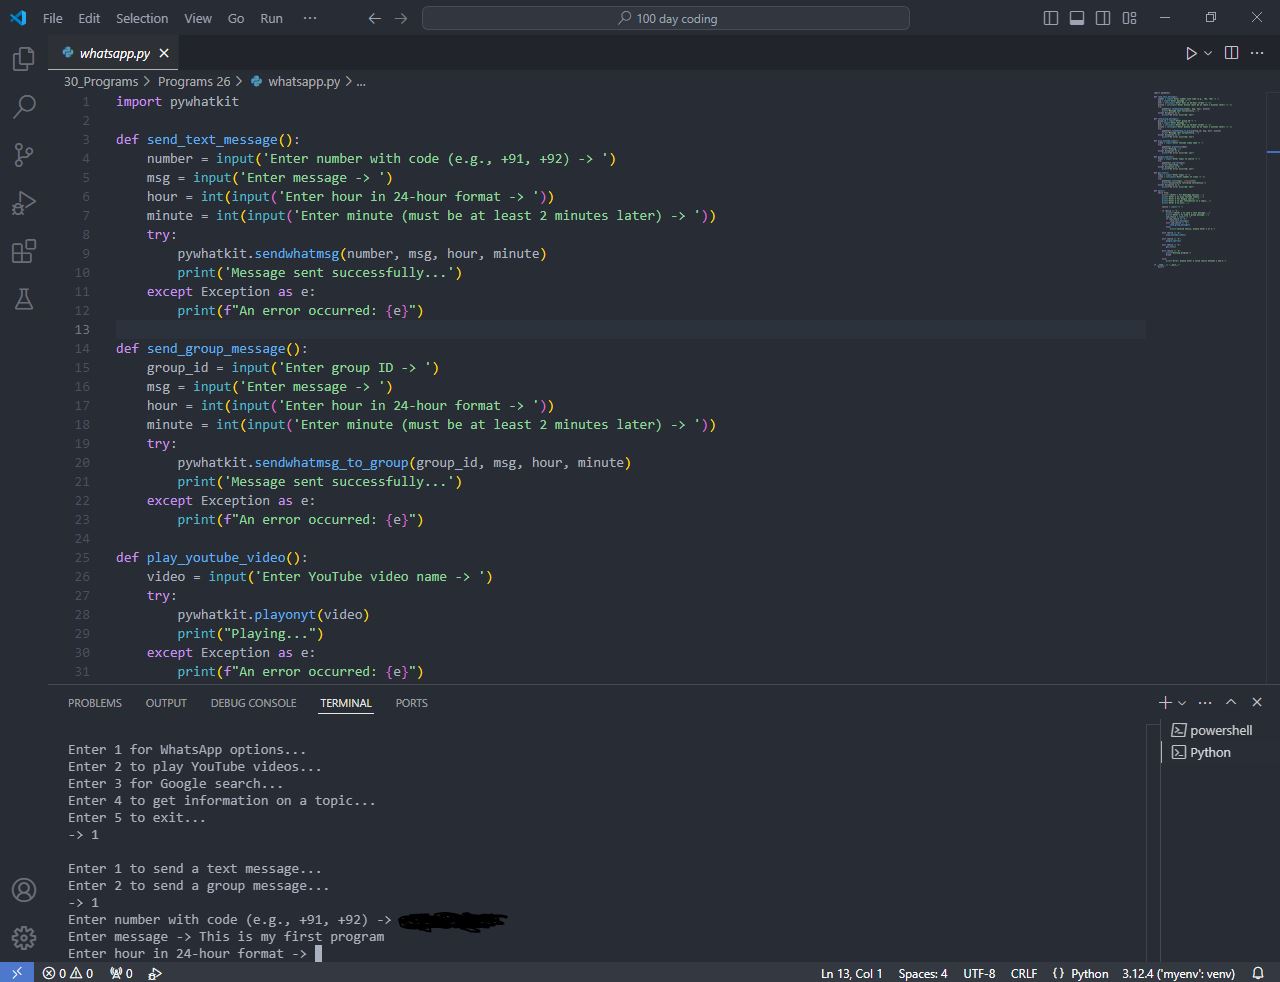 File Edit Selection View Go Run ··· 100 day coding
whatsapp.py
30_Programs > Programs 26 > whatsapp.py > ...
1 import pywhatkit
2
3 def send_text_message():
4 number = input('Enter number with code (e.g., +91, +92) -> ')
5 msg = input('Enter message -> ')
6 hour = int(input('Enter hour in 24-hour format -> '))
7 minute = int(input('Enter minute (must be at least 2 minutes later) -> '))
8 try:
9 pywhatkit.sendwhatmsg(number, msg, hour, minute)
10 print('Message sent successfully...')
11 except Exception as e:
12 print(f"An error occurred: {e}")
13
14 def send_group_message():
15 group_id = input('Enter group ID -> ')
16 msg = input('Enter message -> ')
17 hour = int(input('Enter hour in 24-hour format -> '))
18 minute = int(input('Enter minute (must be at least 2 minutes later) -> '))
19 try:
20 pywhatkit.sendwhatmsg_to_group(group_id, msg, hour, minute)
21 print('Message sent successfully...')
22 except Exception as e:
23 print(f"An error occurred: {e}")
24
25 def play_youtube_video():
26 video = input('Enter YouTube video name -> ')
27 try:
28 pywhatkit.playonyt(video)
29 print("Playing...")
30 except Exception as e:
31 print(f"An error occurred: {e}")
PROBLEMS OUTPUT DEBUG CONSOLE TERMINAL PORTS
powershell
Python
Enter 1 for WhatsApp options...
Enter 2 to play YouTube videos...
Enter 3 for Google search...
Enter 4 to get information on a topic...
Enter 5 to exit...
-> 1
Enter 1 to send a text message...
Enter 2 to send a group message...
-> 1
Enter number with code (e.g., +91, +92) ->
Enter message -> This is my first program
Enter hour in 24-hour format ->
0 0 0 Ln 13, Col 1 Spaces: 4 UTF-8 CRLF {} Python 3.12.4 ('myenv': venv)